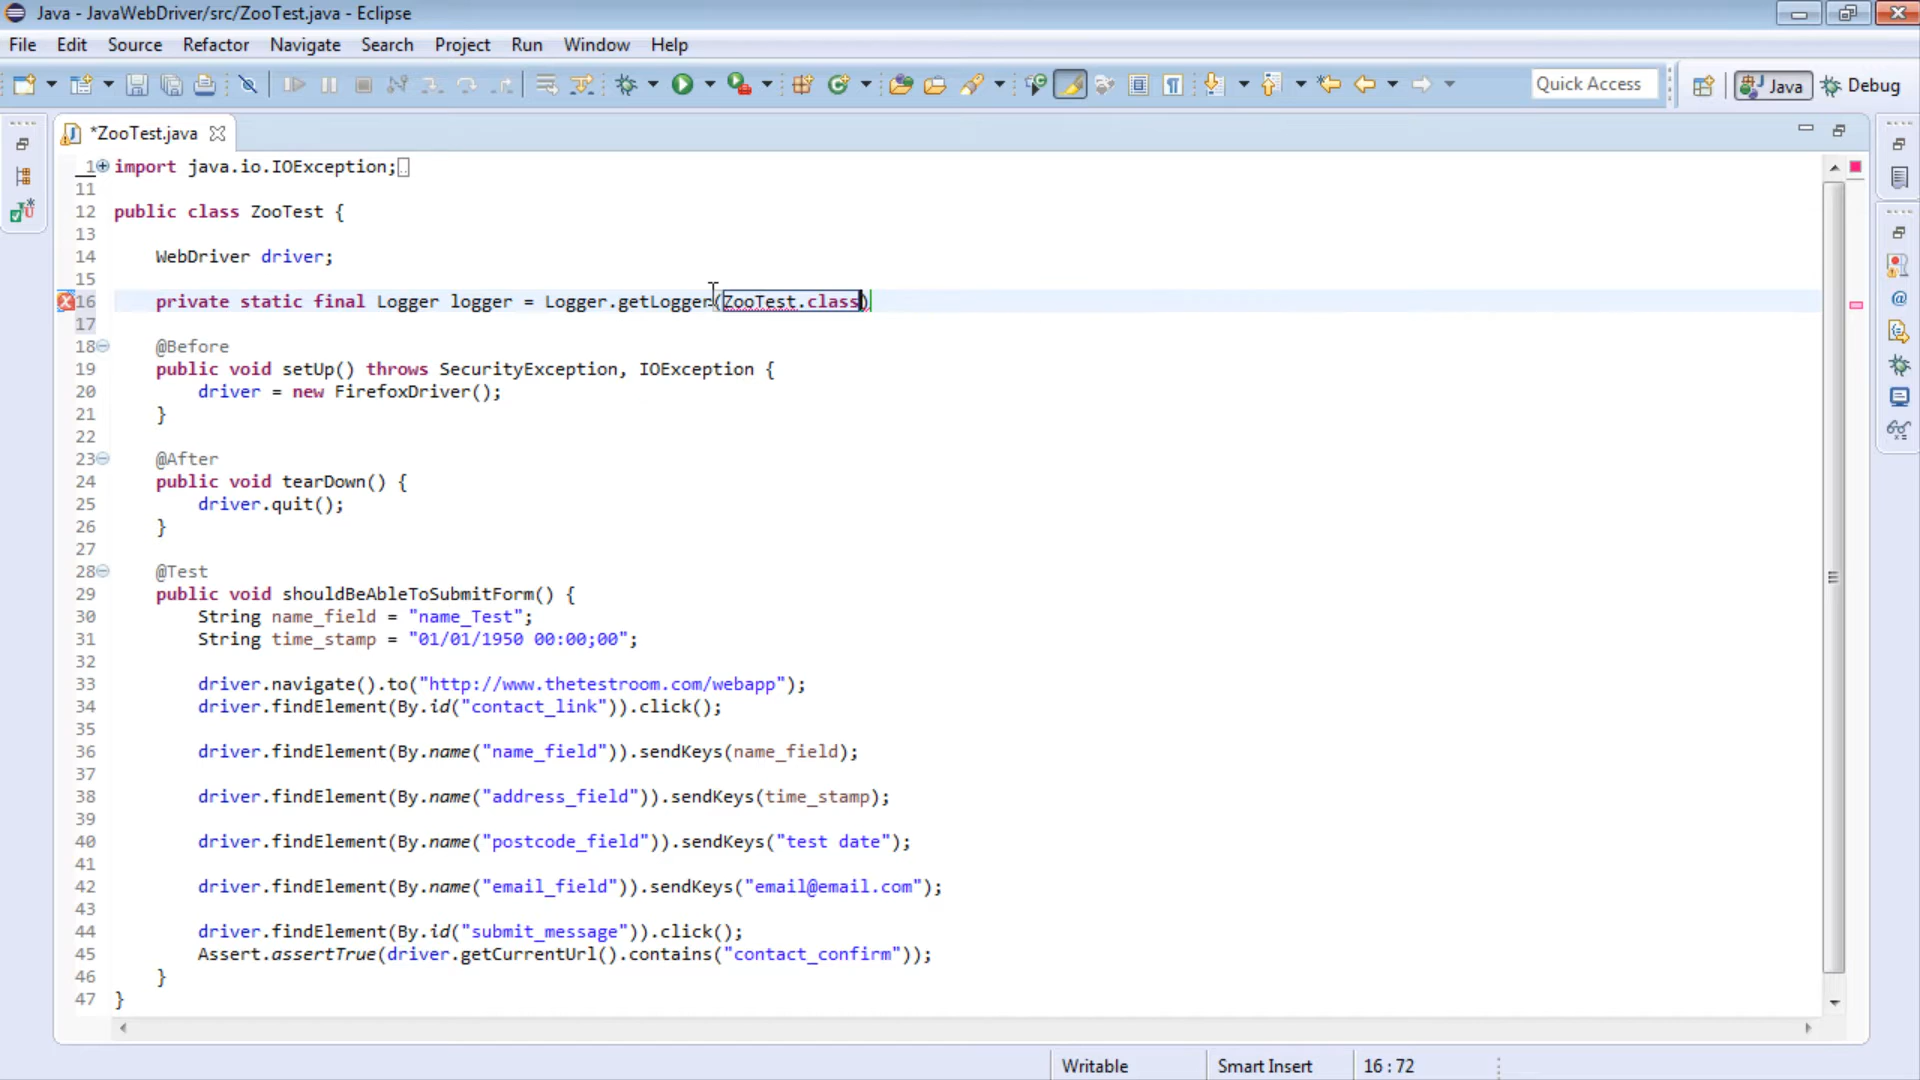 Java - JavaWebDriver/src/ZooTest.java - Eclipse
File Edit Source Refactor Navigate Search Project Run Window Help
Quick Access Java Debug
*ZooTest.java
1 import java.io.IOException;
11
12 public class ZooTest {
13
14 WebDriver driver;
15
16 private static final Logger logger = Logger.getLogger(ZooTest.class)
17
18 @Before
19 public void setUp() throws SecurityException, IOException {
20 driver = new FirefoxDriver();
21 }
22
23 @After
24 public void tearDown() {
25 driver.quit();
26 }
27
28 @Test
29 public void shouldBeAbleToSubmitForm() {
30 String name_field = "name_Test";
31 String time_stamp = "01/01/1950 00:00;00";
32
33 driver.navigate().to("http://www.thetestroom.com/webapp");
34 driver.findElement(By.id("contact_link")).click();
35
36 driver.findElement(By.name("name_field")).sendKeys(name_field);
37
38 driver.findElement(By.name("address_field")).sendKeys(time_stamp);
39
40 driver.findElement(By.name("postcode_field")).sendKeys("test date");
41
42 driver.findElement(By.name("email_field")).sendKeys("email@email.com");
43
44 driver.findElement(By.id("submit_message")).click();
45 Assert.assertTrue(driver.getCurrentUrl().contains("contact_confirm"));
46 }
47 }
Writable Smart Insert 16 : 72